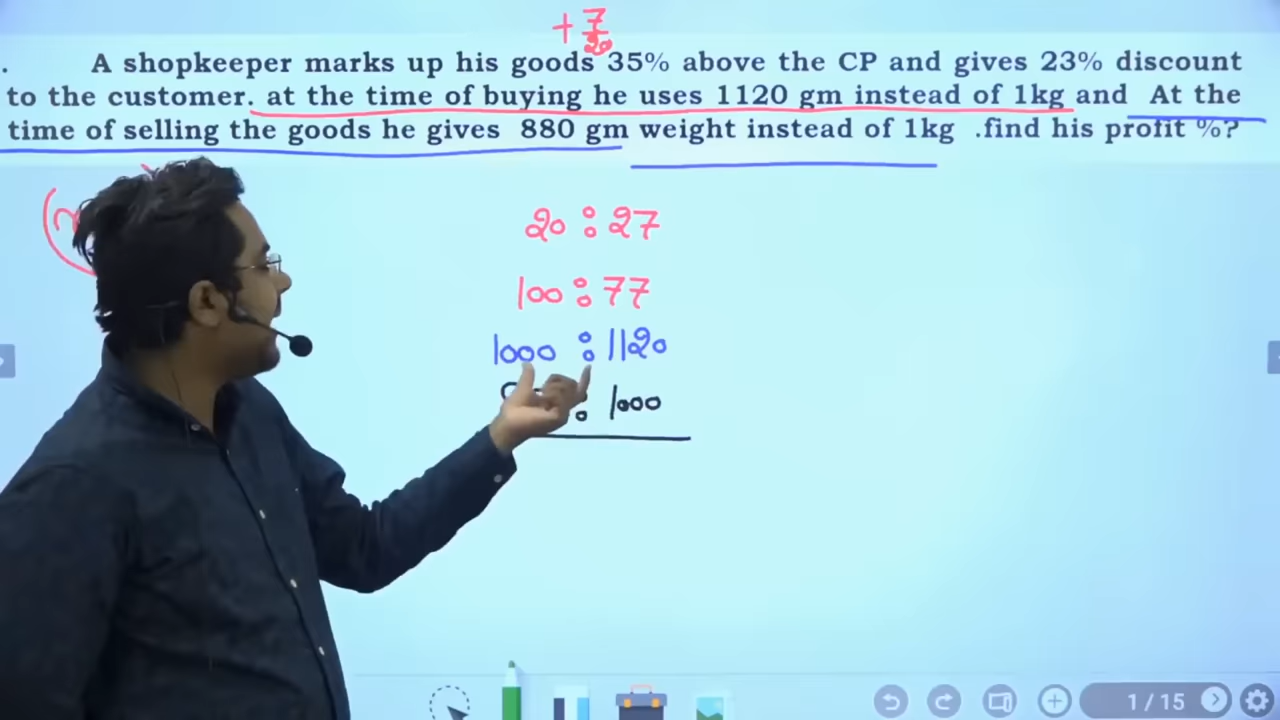 + 7/20
. A shopkeeper marks up his goods 35% above the CP and gives 23% discount
to the customer. at the time of buying he uses 1120 gm instead of 1kg and At the
time of selling the goods he gives 880 gm weight instead of 1kg .find his profit %?
20 : 27
100 : 77
1000 : 1120
: 1000
1 / 15